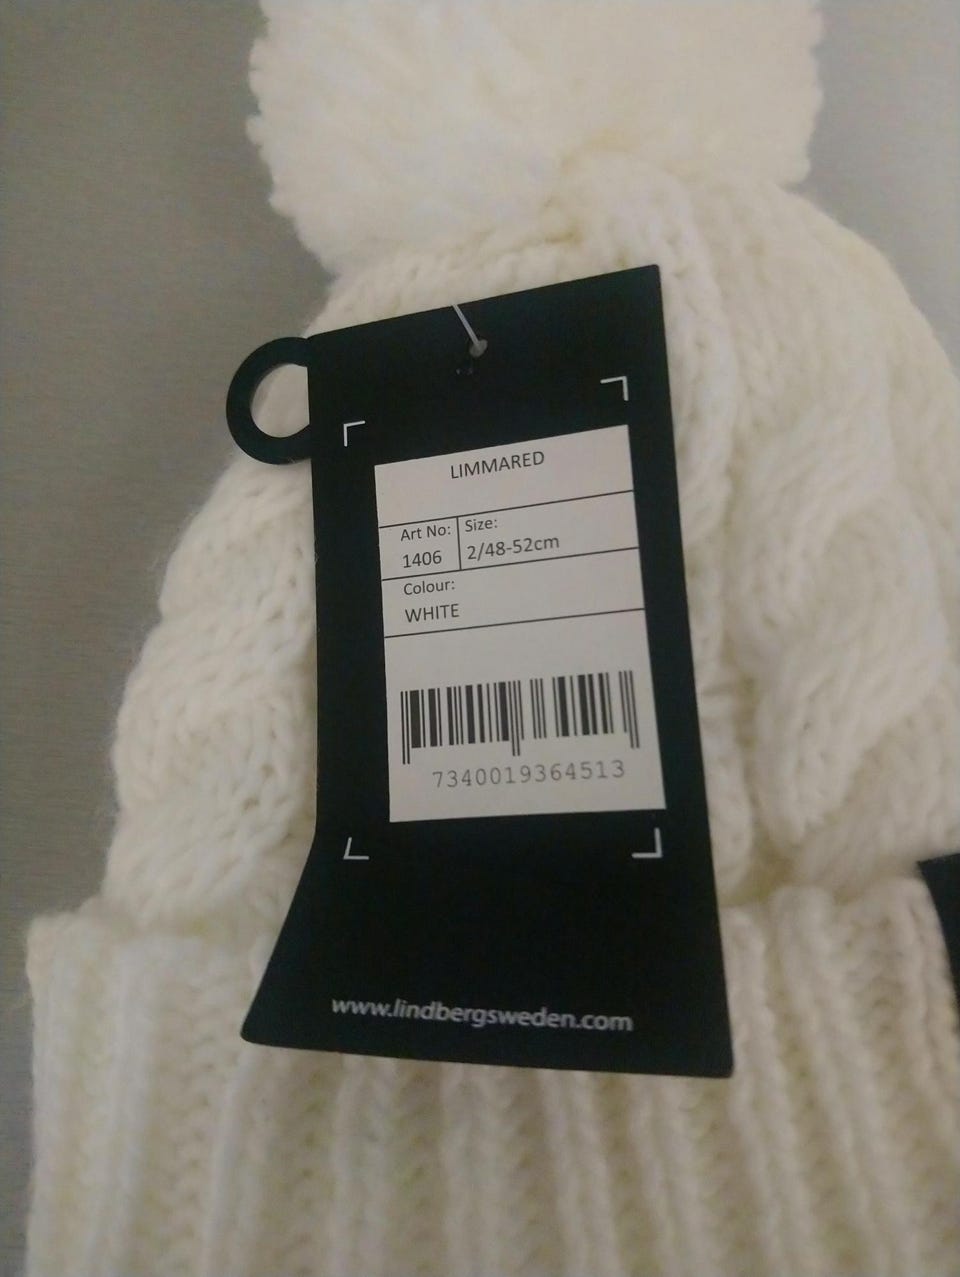 LIMMARED
Art No: Size:
1406 2/48-52cm
Colour:
WHITE
7340019364513
www.lindbergsweden.com